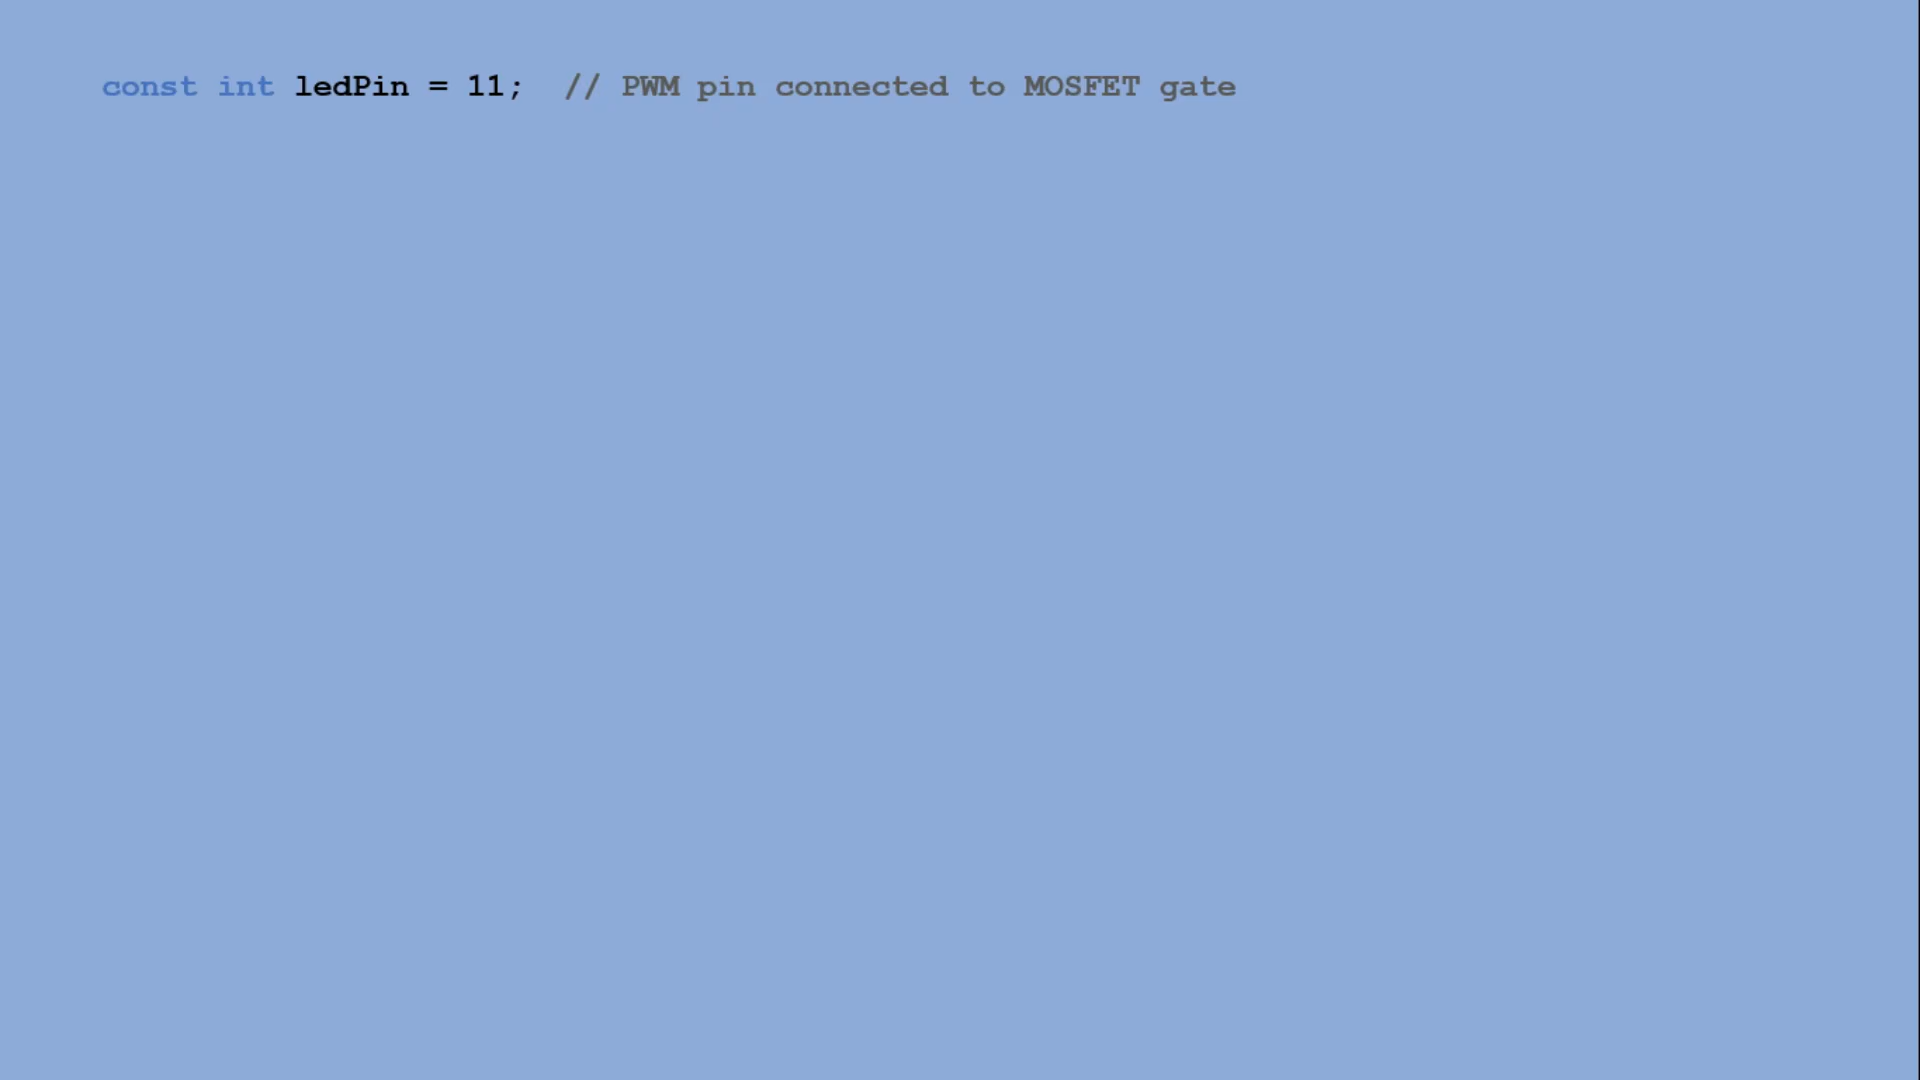 const int ledPin = 11;  // PWM pin connected to MOSFET gate